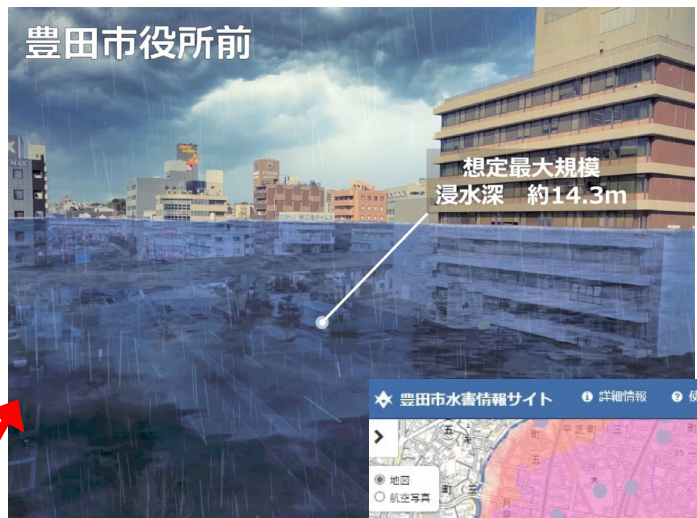 豊田市役所前
想定最大規模
浸水深 約14.3m
豊田市水害情報サイト
詳細情報
地図
航空写真